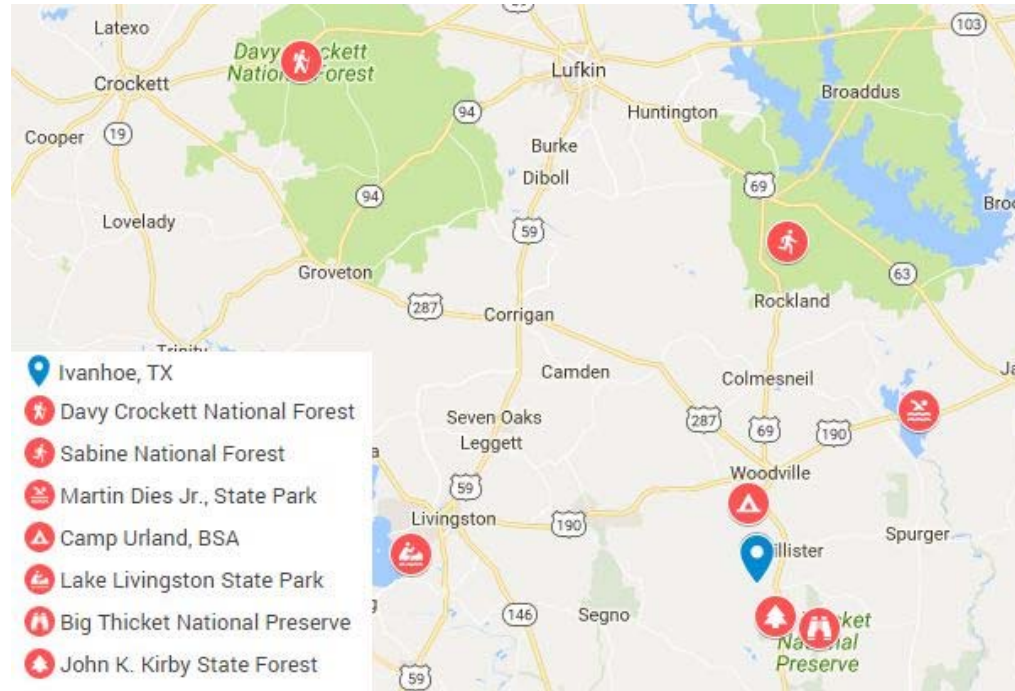 Latexo
103
Davy Crockett
National Forest
Lufkin
Crockett
Broaddus
Huntington
94
Cooper
19
Burke
Diboll
69
94
Lovelady
59
Groveton
63
287
Rockland
Corrigan
Trinity
Camden
Colmesneil
Ivanhoe, TX
Davy Crockett National Forest
Sabine National Forest
Martin Dies Jr., State Park
Camp Urland, BSA
Lake Livingston State Park
Big Thicket National Preserve
John K. Kirby State Forest
Seven Oaks
Leggett
287
69
190
Woodville
59
Livingston
190
Spurger
146
Segno
National
Preserve
59